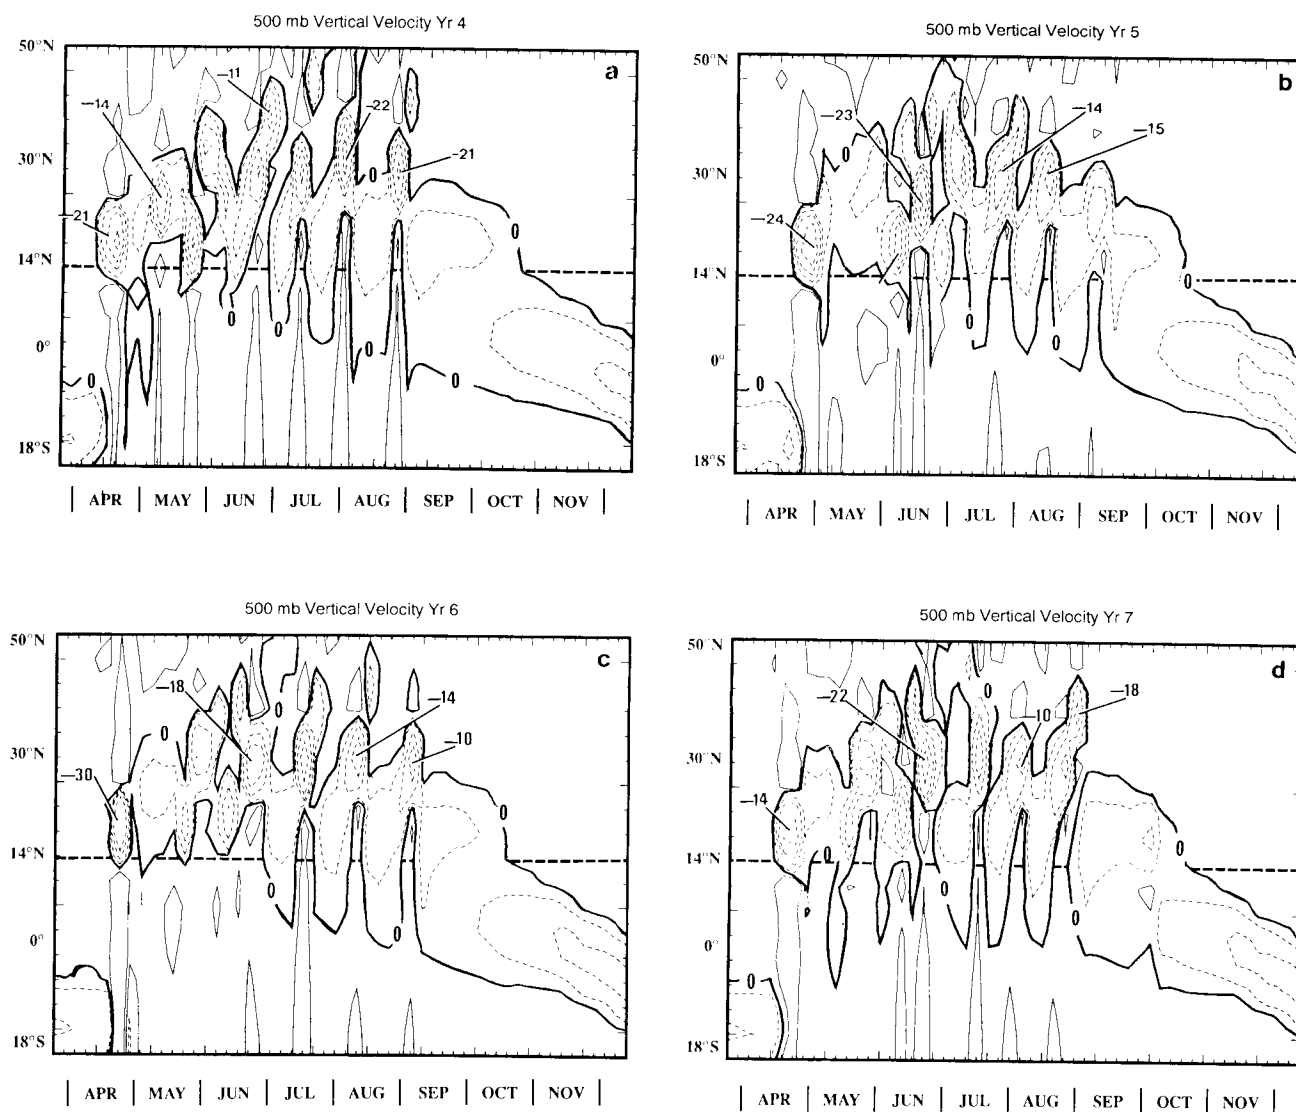 500 mb Vertical Velocity Yr 4
50°N
a
−11
−14
−22
30°N
−21
0
−21
0
14°N
0
0
0°
0
0
0
18°S
APR MAY JUN JUL AUG SEP OCT NOV
500 mb Vertical Velocity Yr 5
50°N
b
−23
−14
−15
0
30°N
−24
14°N
0
0
0
0°
0
18°S
APR MAY JUN JUL AUG SEP OCT NOV
500 mb Vertical Velocity Yr 6
50°N
c
−18
−14
0
0
−10
30°N
−30
0
14°N
0
0°
0
18°S
APR MAY JUN JUL AUG SEP OCT NOV
500 mb Vertical Velocity Yr 7
50°N
d
−22
0
−18
−10
30°N
−14
0
0
14°N
0
0
0°
0
18°S
APR MAY JUN JUL AUG SEP OCT NOV